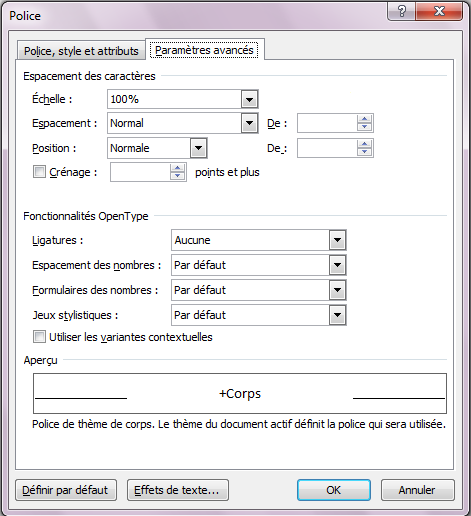 Police
Police, style et attributs Paramètres avancés
Espacement des caractères
Échelle : 100%
Espacement : Normal De :
Position : Normale De :
Crénage : points et plus
Fonctionnalités OpenType
Ligatures : Aucune
Espacement des nombres : Par défaut
Formulaires des nombres : Par défaut
Jeux stylistiques : Par défaut
Utiliser les variantes contextuelles
Aperçu
+Corps
Police de thème de corps. Le thème du document actif définit la police qui sera utilisée.
Définir par défaut Effets de texte... OK Annuler